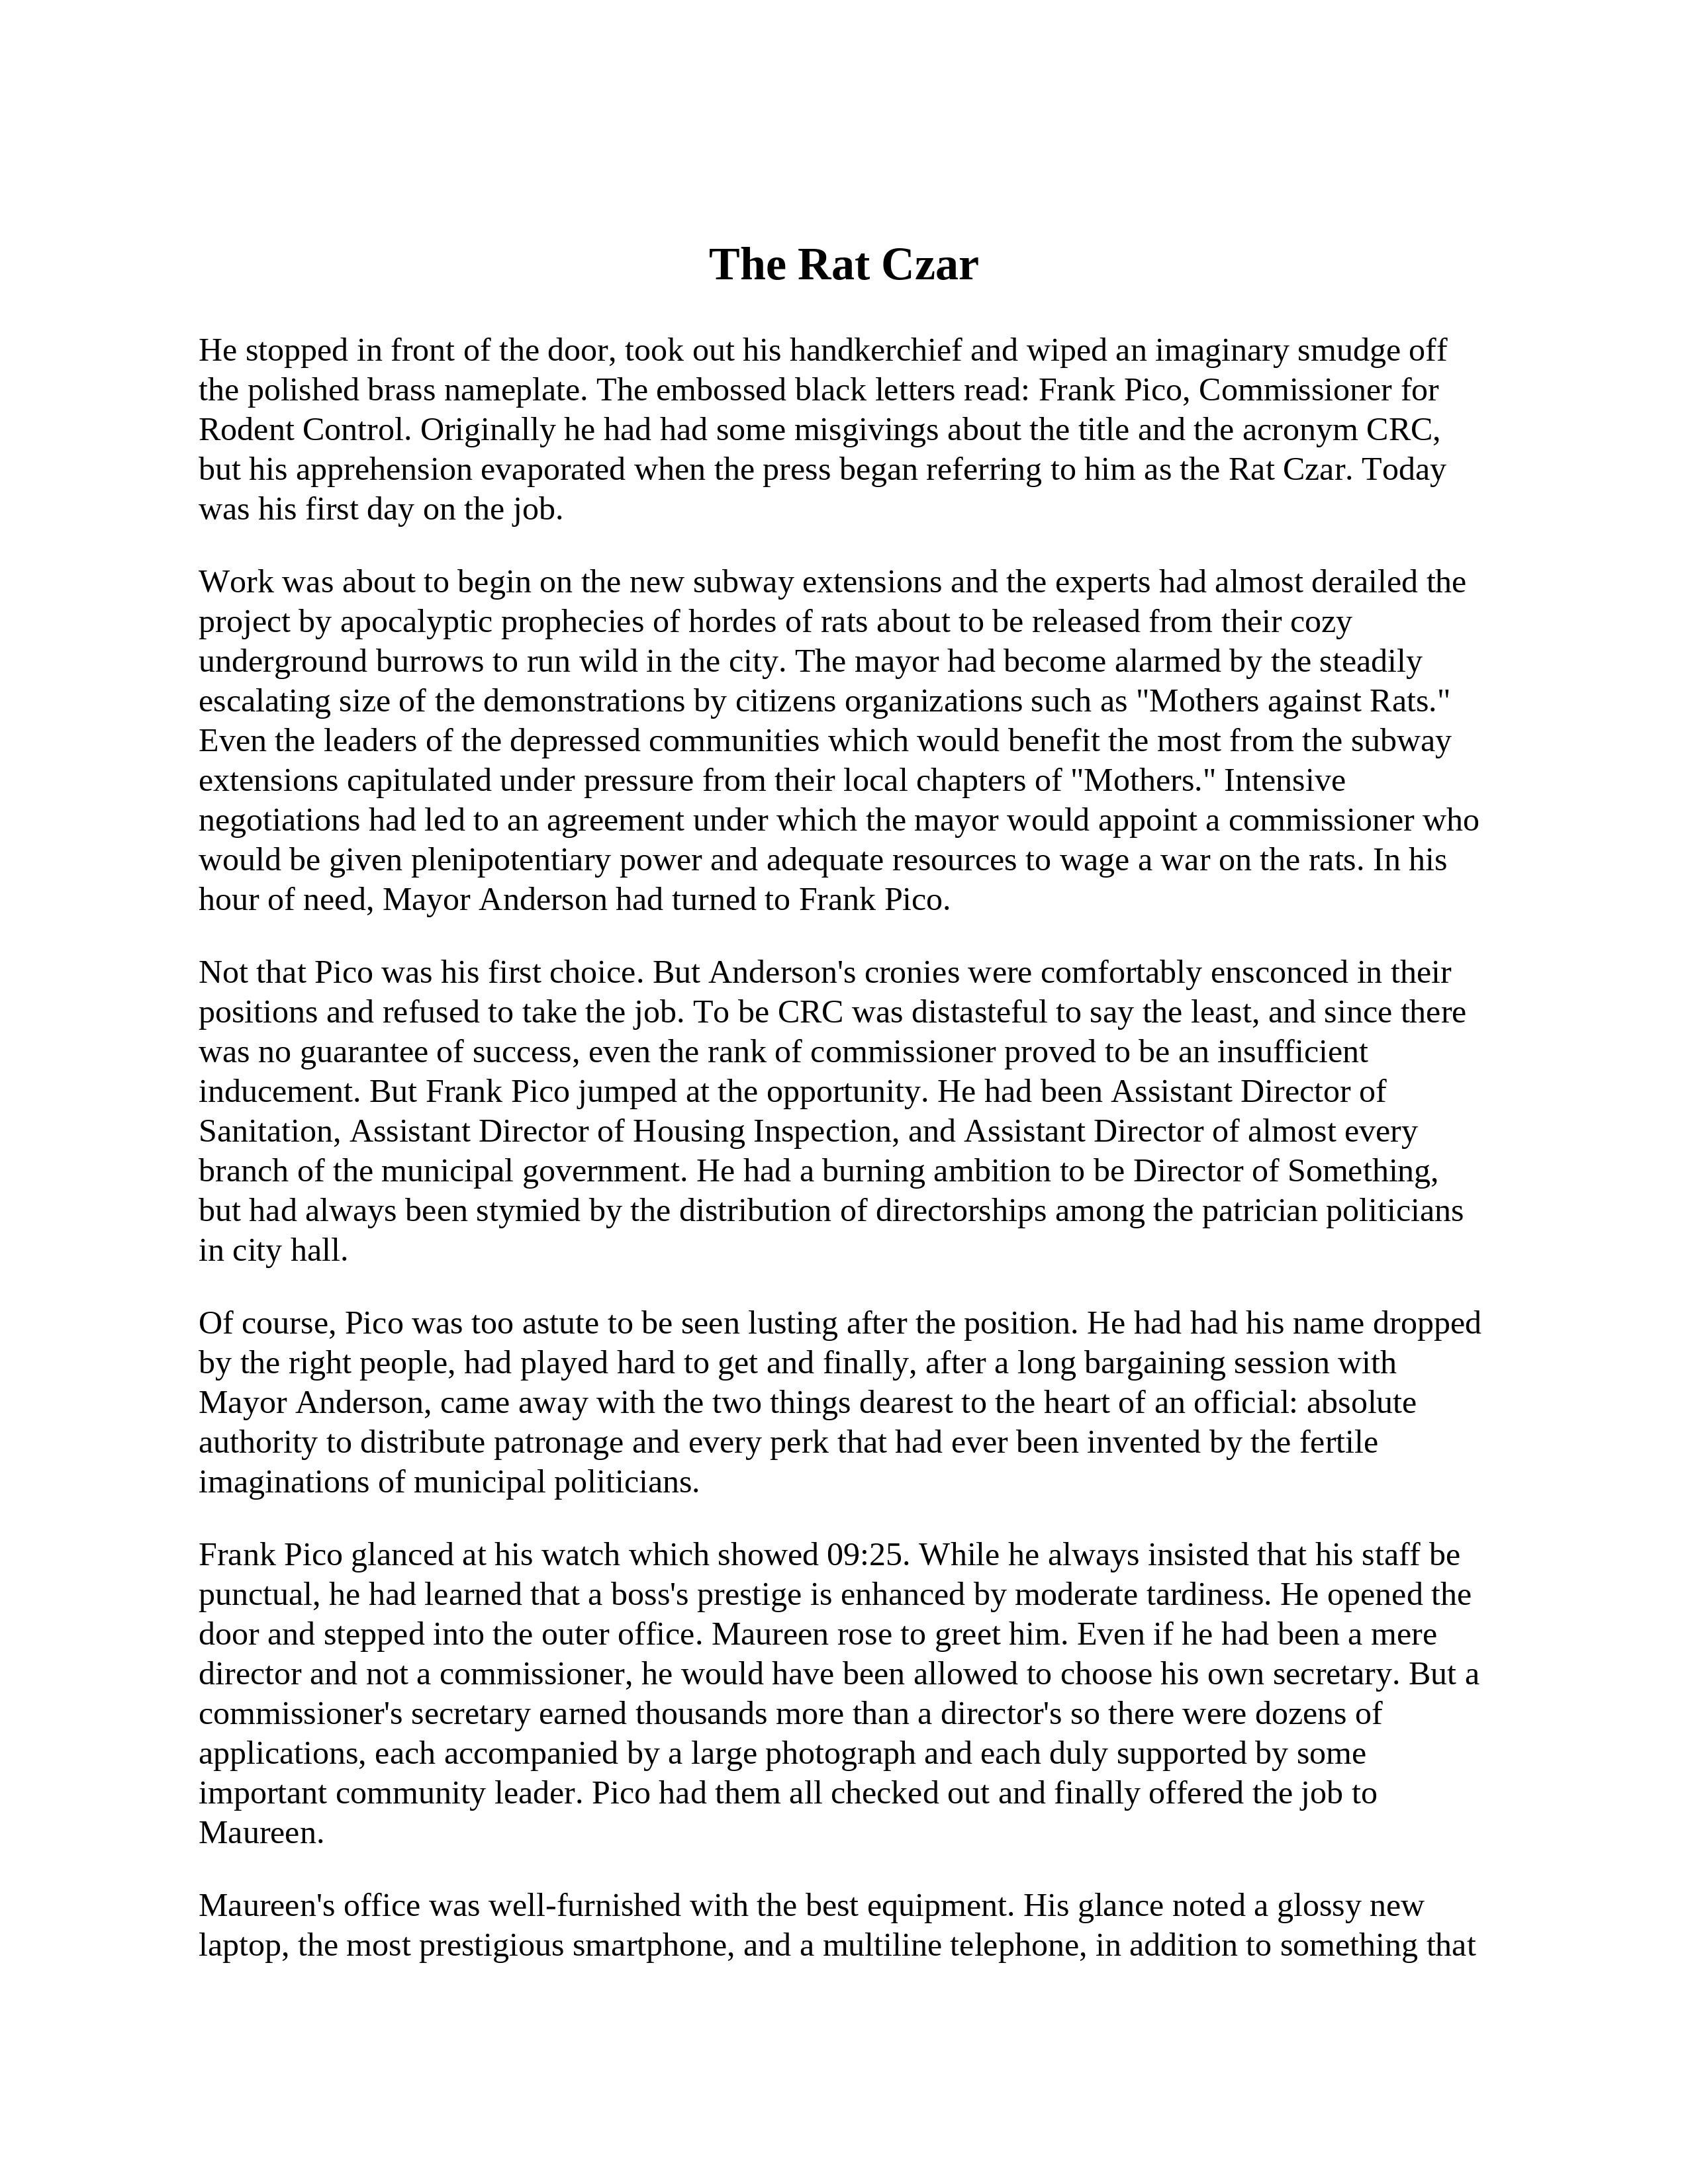 The Rat Czar
He stopped in front of the door, took out his handkerchief and wiped an imaginary smudge off
the polished brass nameplate. The embossed black letters read: Frank Pico, Commissioner for
Rodent Control. Originally he had had some misgivings about the title and the acronym CRC,
but his apprehension evaporated when the press began referring to him as the Rat Czar. Today
was his first day on the job.
Work was about to begin on the new subway extensions and the experts had almost derailed the
project by apocalyptic prophecies of hordes of rats about to be released from their cozy
underground burrows to run wild in the city. The mayor had become alarmed by the steadily
escalating size of the demonstrations by citizens organizations such as "Mothers against Rats."
Even the leaders of the depressed communities which would benefit the most from the subway
extensions capitulated under pressure from their local chapters of "Mothers." Intensive
negotiations had led to an agreement under which the mayor would appoint a commissioner who
would be given plenipotentiary power and adequate resources to wage a war on the rats. In his
hour of need, Mayor Anderson had turned to Frank Pico.
Not that Pico was his first choice. But Anderson's cronies were comfortably ensconced in their
positions and refused to take the job. To be CRC was distasteful to say the least, and since there
was no guarantee of success, even the rank of commissioner proved to be an insufficient
inducement. But Frank Pico jumped at the opportunity. He had been Assistant Director of
Sanitation, Assistant Director of Housing Inspection, and Assistant Director of almost every
branch of the municipal government. He had a burning ambition to be Director of Something,
but had always been stymied by the distribution of directorships among the patrician politicians
in city hall.
Of course, Pico was too astute to be seen lusting after the position. He had had his name dropped
by the right people, had played hard to get and finally, after a long bargaining session with
Mayor Anderson, came away with the two things dearest to the heart of an official: absolute
authority to distribute patronage and every perk that had ever been invented by the fertile
imaginations of municipal politicians.
Frank Pico glanced at his watch which showed 09:25. While he always insisted that his staff be
punctual, he had learned that a boss's prestige is enhanced by moderate tardiness. He opened the
door and stepped into the outer office. Maureen rose to greet him. Even if he had been a mere
director and not a commissioner, he would have been allowed to choose his own secretary. But a
commissioner's secretary earned thousands more than a director's so there were dozens of
applications, each accompanied by a large photograph and each duly supported by some
important community leader. Pico had them all checked out and finally offered the job to
Maureen.
Maureen's office was well-furnished with the best equipment. His glance noted a glossy new
laptop, the most prestigious smartphone, and a multiline telephone, in addition to something that